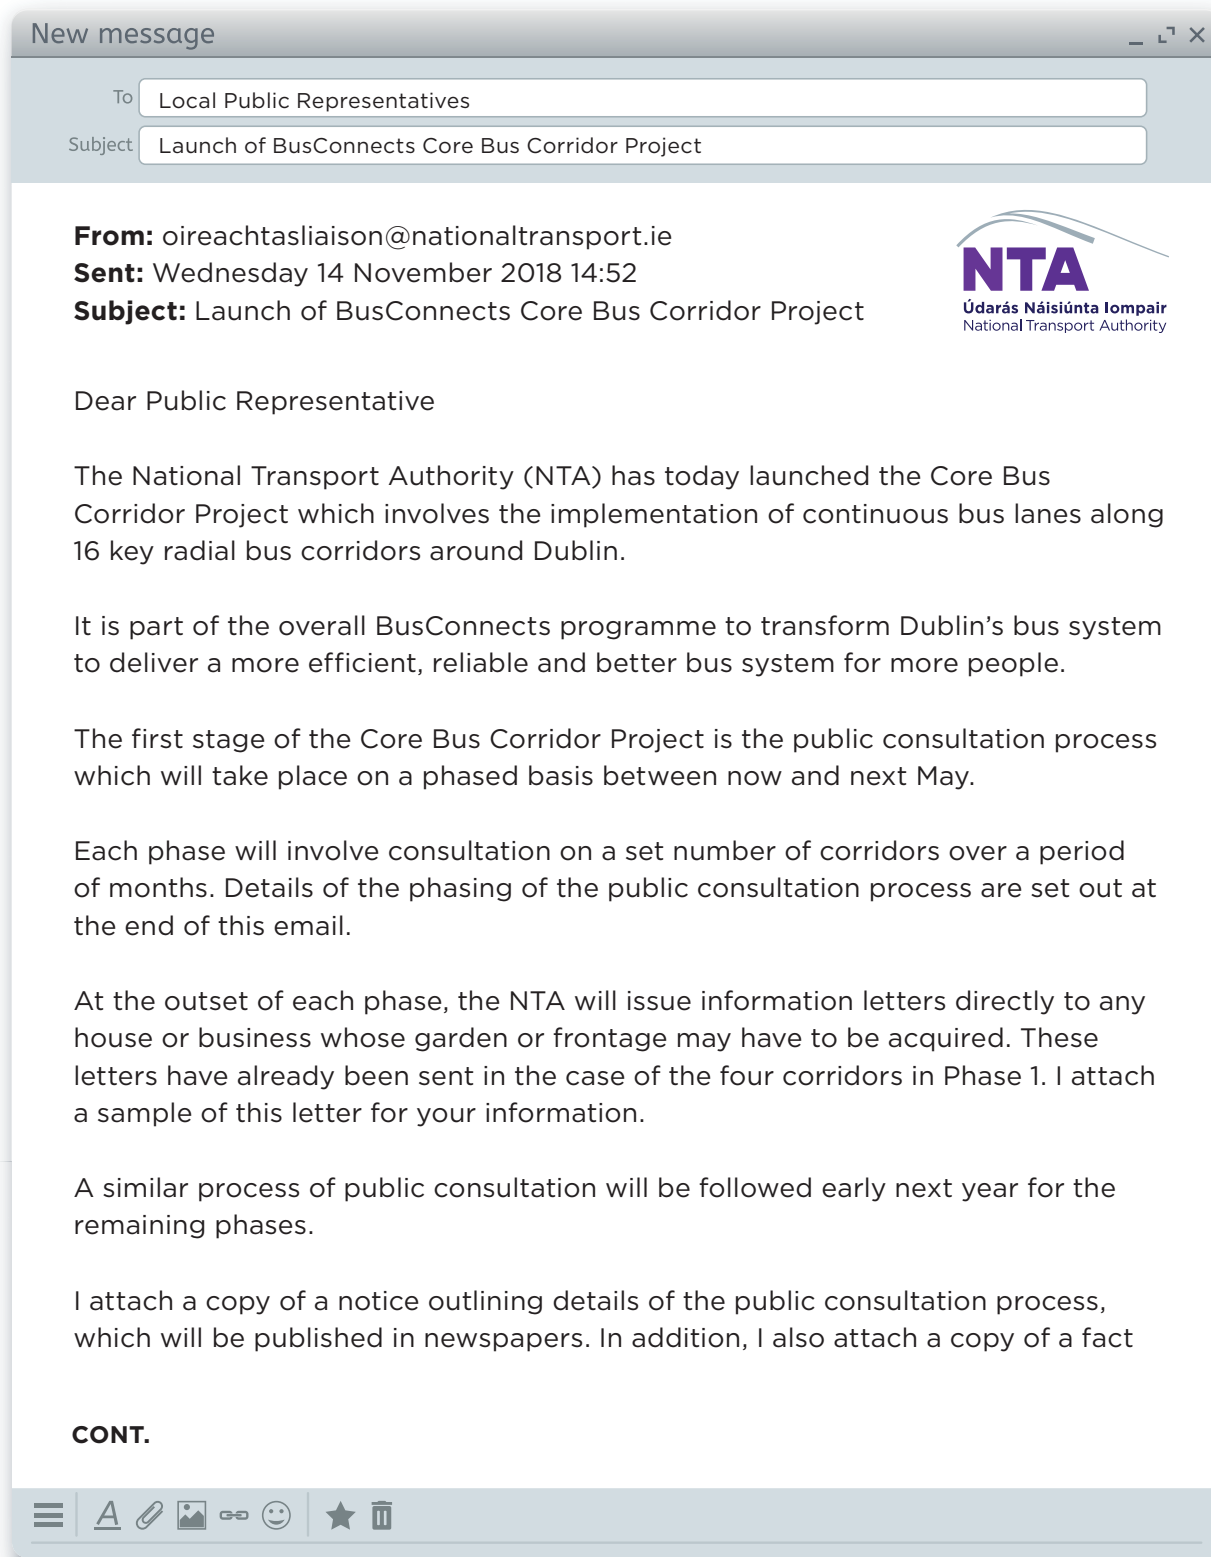 New message
To Local Public Representatives
Subject Launch of BusConnects Core Bus Corridor Project
From: oireachtasliaison@nationaltransport.ie
Sent: Wednesday 14 November 2018 14:52
Subject: Launch of BusConnects Core Bus Corridor Project
NTA
Údarás Náisiúnta Iompair
National Transport Authority
Dear Public Representative
The National Transport Authority (NTA) has today launched the Core Bus
Corridor Project which involves the implementation of continuous bus lanes along
16 key radial bus corridors around Dublin.
It is part of the overall BusConnects programme to transform Dublin’s bus system
to deliver a more efficient, reliable and better bus system for more people.
The first stage of the Core Bus Corridor Project is the public consultation process
which will take place on a phased basis between now and next May.
Each phase will involve consultation on a set number of corridors over a period
of months. Details of the phasing of the public consultation process are set out at
the end of this email.
At the outset of each phase, the NTA will issue information letters directly to any
house or business whose garden or frontage may have to be acquired. These
letters have already been sent in the case of the four corridors in Phase 1. I attach
a sample of this letter for your information.
A similar process of public consultation will be followed early next year for the
remaining phases.
I attach a copy of a notice outlining details of the public consultation process,
which will be published in newspapers. In addition, I also attach a copy of a fact
CONT.
A